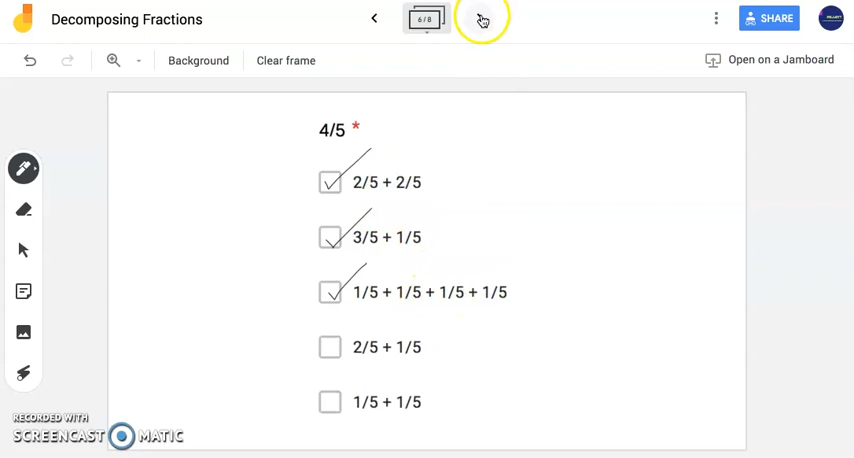 Decomposing Fractions
6 / 8
SHARE
Background
Clear frame
Open on a Jamboard
4/5 *
2/5 + 2/5
3/5 + 1/5
1/5 + 1/5 + 1/5 + 1/5
2/5 + 1/5
1/5 + 1/5
RECORDED WITH
SCREENCAST MATIC